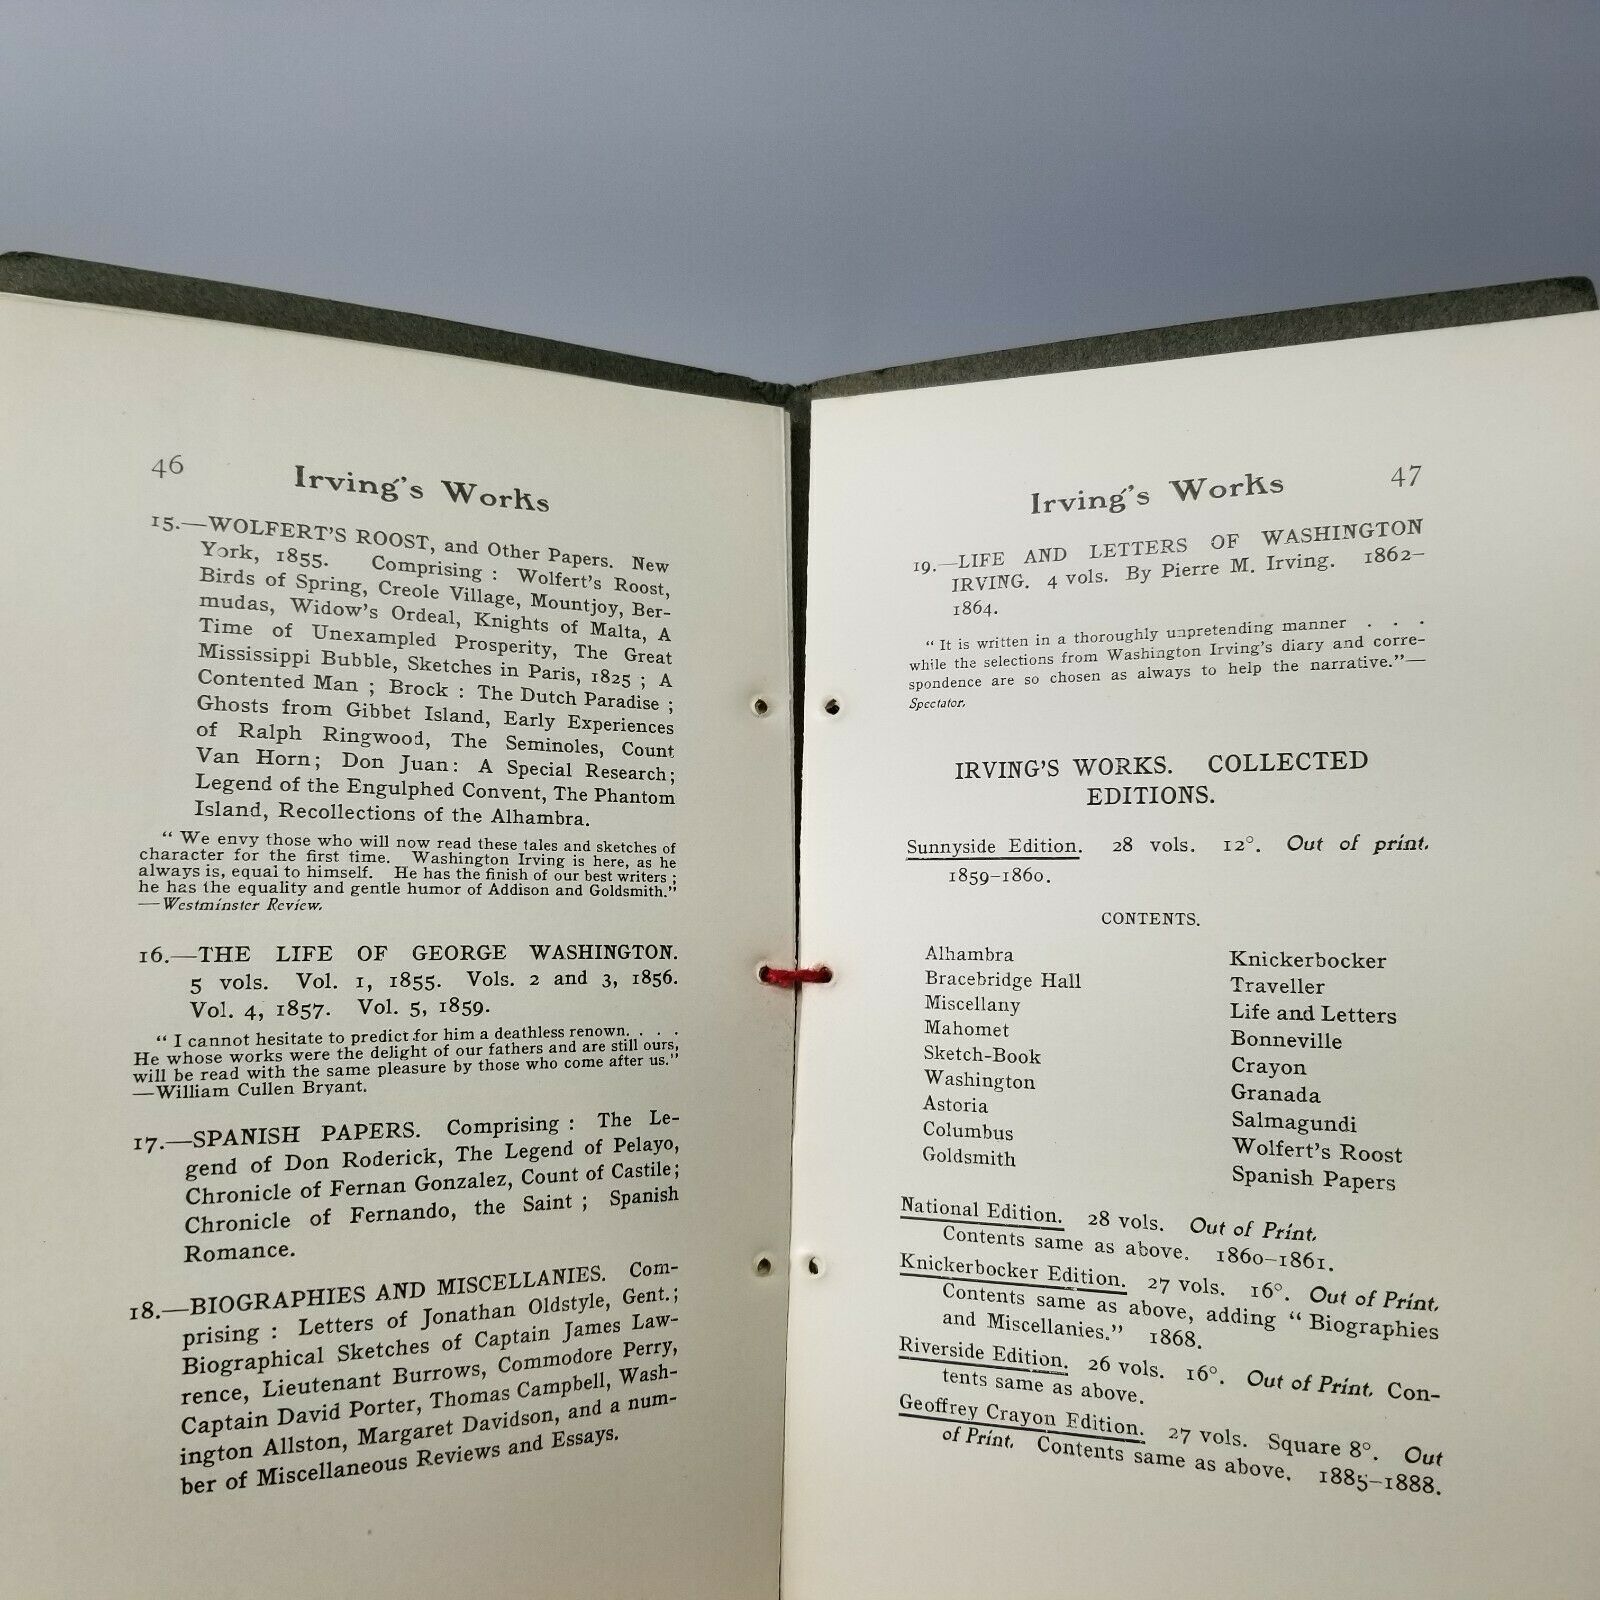 46
Irving's Works
15.—WOLFERT'S ROOST, and Other Papers. New
York, 1855. Comprising : Wolfert's Roost,
Birds of Spring, Creole Village, Mountjoy, Ber-
mudas, Widow's Ordeal, Knights of Malta, A
Time of Unexampled Prosperity, The Great
Mississippi Bubble, Sketches in Paris, 1825 ; A
Contented Man ; Brock : The Dutch Paradise ;
Ghosts from Gibbet Island, Early Experiences
of Ralph Ringwood, The Seminoles, Count
Van Horn; Don Juan: A Special Research;
Legend of the Engulphed Convent, The Phantom
Island, Recollections of the Alhambra.
“ We envy those who will now read these tales and sketches of
character for the first time. Washington Irving is here, as he
always is, equal to himself. He has the finish of our best writers ;
he has the equality and gentle humor of Addison and Goldsmith.”
—Westminster Review.
16.—THE LIFE OF GEORGE WASHINGTON.
5 vols. Vol. 1, 1855. Vols. 2 and 3, 1856.
Vol. 4, 1857. Vol. 5, 1859.
“ I cannot hesitate to predict for him a deathless renown. . . .
He whose works were the delight of our fathers and are still ours,
will be read with the same pleasure by those who come after us.”
—William Cullen Bryant.
17.—SPANISH PAPERS. Comprising : The Le-
gend of Don Roderick, The Legend of Pelayo,
Chronicle of Fernan Gonzalez, Count of Castile;
Chronicle of Fernando, the Saint ; Spanish
Romance.
18.—BIOGRAPHIES AND MISCELLANIES. Com-
prising : Letters of Jonathan Oldstyle, Gent.;
Biographical Sketches of Captain James Law-
rence, Lieutenant Burrows, Commodore Perry,
Captain David Porter, Thomas Campbell, Wash-
ington Allston, Margaret Davidson, and a num-
ber of Miscellaneous Reviews and Essays.
Irving's Works
47
19.—LIFE AND LETTERS OF WASHINGTON
IRVING. 4 vols. By Pierre M. Irving. 1862–
1864.
“ It is written in a thoroughly unpretending manner . . .
while the selections from Washington Irving's diary and corre-
spondence are so chosen as always to help the narrative.”—
Spectator.
IRVING'S WORKS. COLLECTED
EDITIONS.
Sunnyside Edition. 28 vols. 12°. Out of print.
1859–1860.
CONTENTS.
Alhambra
Bracebridge Hall
Miscellany
Mahomet
Sketch-Book
Washington
Astoria
Columbus
Goldsmith
Knickerbocker
Traveller
Life and Letters
Bonneville
Crayon
Granada
Salmagundi
Wolfert's Roost
Spanish Papers
National Edition. 28 vols. Out of Print.
Contents same as above. 1860–1861.
Knickerbocker Edition. 27 vols. 16°. Out of Print.
Contents same as above, adding “ Biographies
and Miscellanies.” 1868.
Riverside Edition. 26 vols. 16°. Out of Print. Con-
tents same as above.
Geoffrey Crayon Edition. 27 vols. Square 8°. Out
of Print. Contents same as above. 1885–1888.